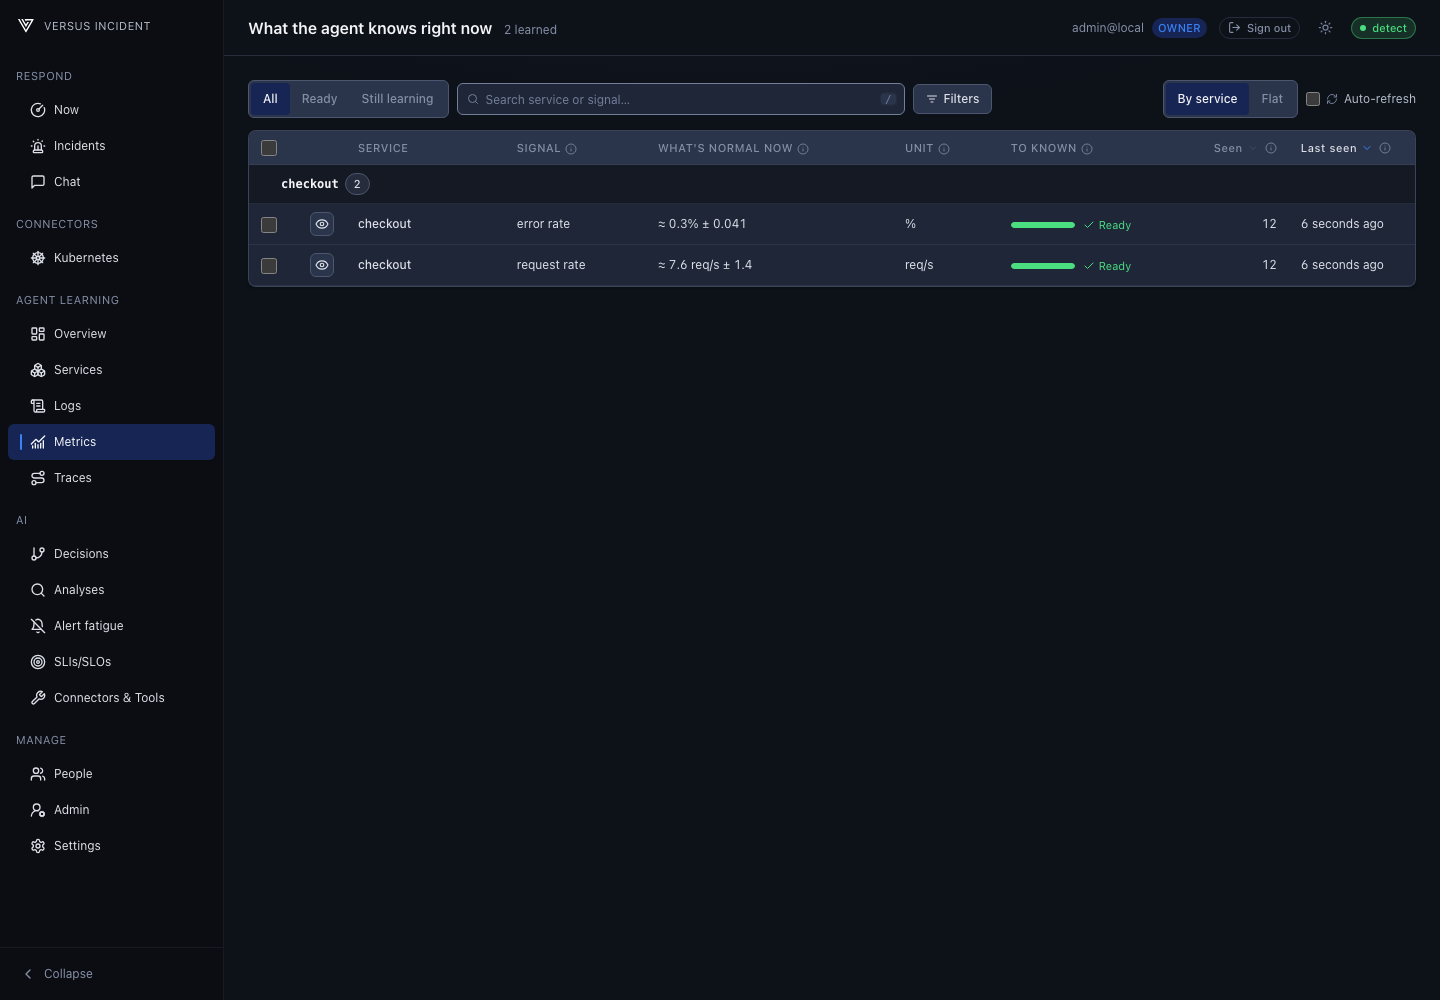 VERSUS INCIDENT
What the agent knows right now 2 learned admin@local OWNER Sign out detect
RESPOND
Now
Incidents
Chat
CONNECTORS
Kubernetes
AGENT LEARNING
Overview
Services
Logs
Metrics
Traces
AI
Decisions
Analyses
Alert fatigue
SLIs/SLOs
Connectors & Tools
MANAGE
People
Admin
Settings
Collapse
All Ready Still learning Search service or signal... / Filters By service Flat Auto-refresh
SERVICE SIGNAL WHAT'S NORMAL NOW UNIT TO KNOWN Seen Last seen
checkout 2
checkout error rate ≈ 0.3% ± 0.041 % Ready 12 6 seconds ago
checkout request rate ≈ 7.6 req/s ± 1.4 req/s Ready 12 6 seconds ago